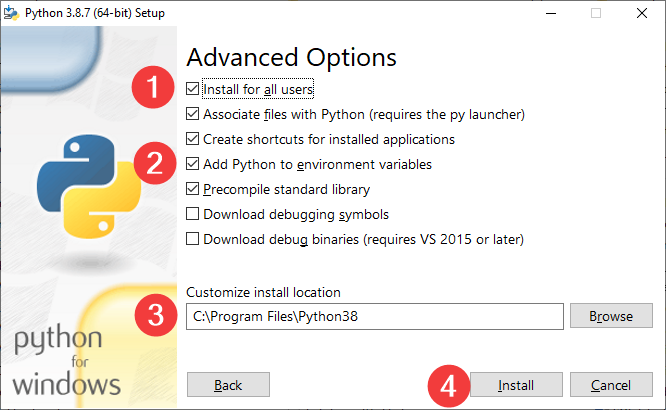 Python 3.8.7 (64-bit) Setup
Advanced Options
1
Install for all users
Associate files with Python (requires the py launcher)
Create shortcuts for installed applications
2
Add Python to environment variables
Precompile standard library
Download debugging symbols
Download debug binaries (requires VS 2015 or later)
Customize install location
3
C:\Program Files\Python38
Browse
python
for
windows
Back
4
Install
Cancel